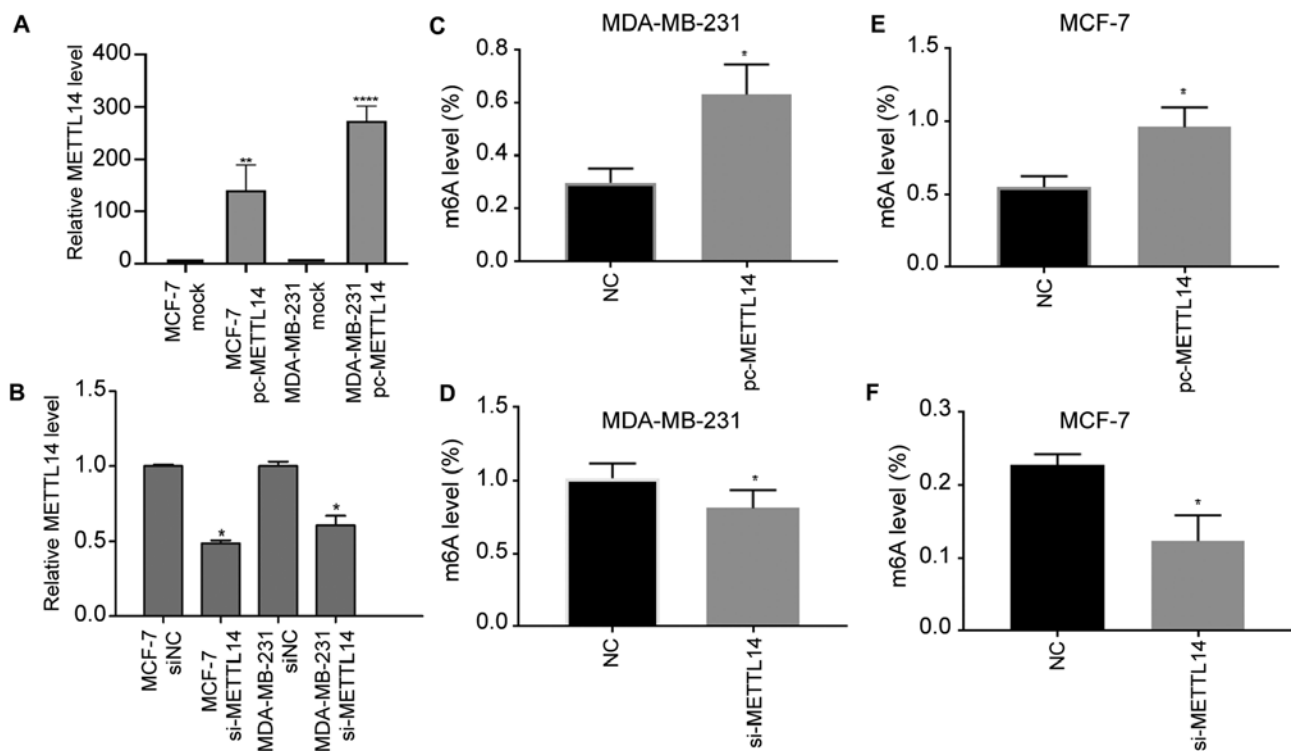 A
Relative METTL14 level
400
300
200
100
0
**
****
MCF-7
mock
MCF-7
pc-METTL14
MDA-MB-231
mock
MDA-MB-231
pc-METTL14
B
Relative METTL14 level
1.5
1.0
0.5
0.0
*
*
MCF-7
siNC
MCF-7
si-METTL14
MDA-MB-231
siNC
MDA-MB-231
si-METTL14
C
MDA-MB-231
m6A level (%)
0.8
0.6
0.4
0.2
0.0
*
NC
pc-METTL14
D
MDA-MB-231
m6A level (%)
1.5
1.0
0.5
0.0
*
NC
si-METTL14
E
MCF-7
m6A level (%)
1.5
1.0
0.5
0.0
*
NC
pc-METTL14
F
MCF-7
m6A level (%)
0.3
0.2
0.1
0.0
*
NC
si-METTL14